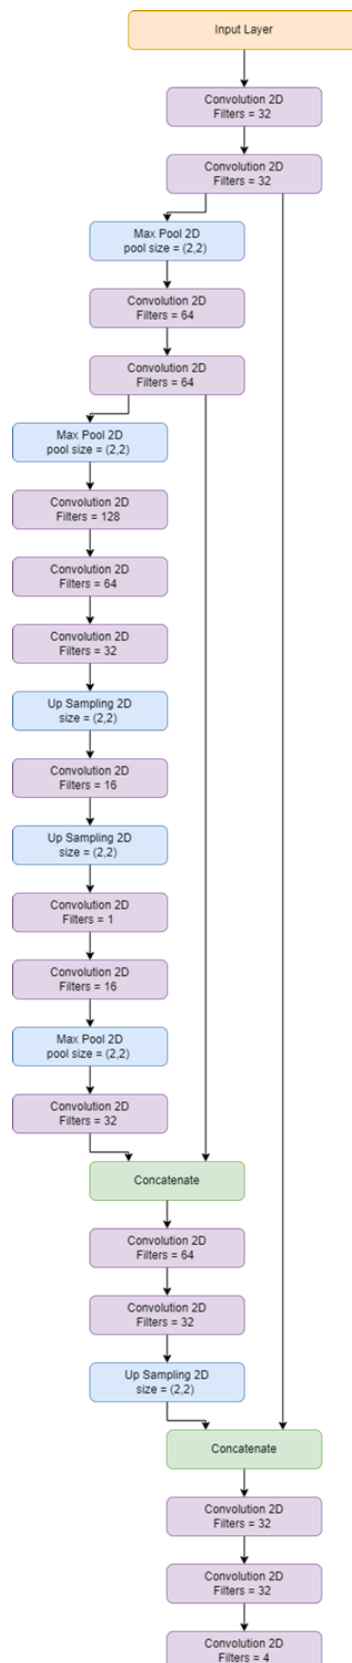 Input Layer
Convolution 2D
Filters = 32
Convolution 2D
Filters = 32
Max Pool 2D
pool size = (2,2)
Convolution 2D
Filters = 64
Convolution 2D
Filters = 64
Max Pool 2D
pool size = (2,2)
Convolution 2D
Filters = 128
Convolution 2D
Filters = 64
Convolution 2D
Filters = 32
Up Sampling 2D
size = (2,2)
Convolution 2D
Filters = 16
Up Sampling 2D
size = (2,2)
Convolution 2D
Filters = 1
Convolution 2D
Filters = 16
Max Pool 2D
pool size = (2,2)
Convolution 2D
Filters = 32
Concatenate
Convolution 2D
Filters = 64
Convolution 2D
Filters = 32
Up Sampling 2D
size = (2,2)
Concatenate
Convolution 2D
Filters = 32
Convolution 2D
Filters = 32
Convolution 2D
Filters = 4